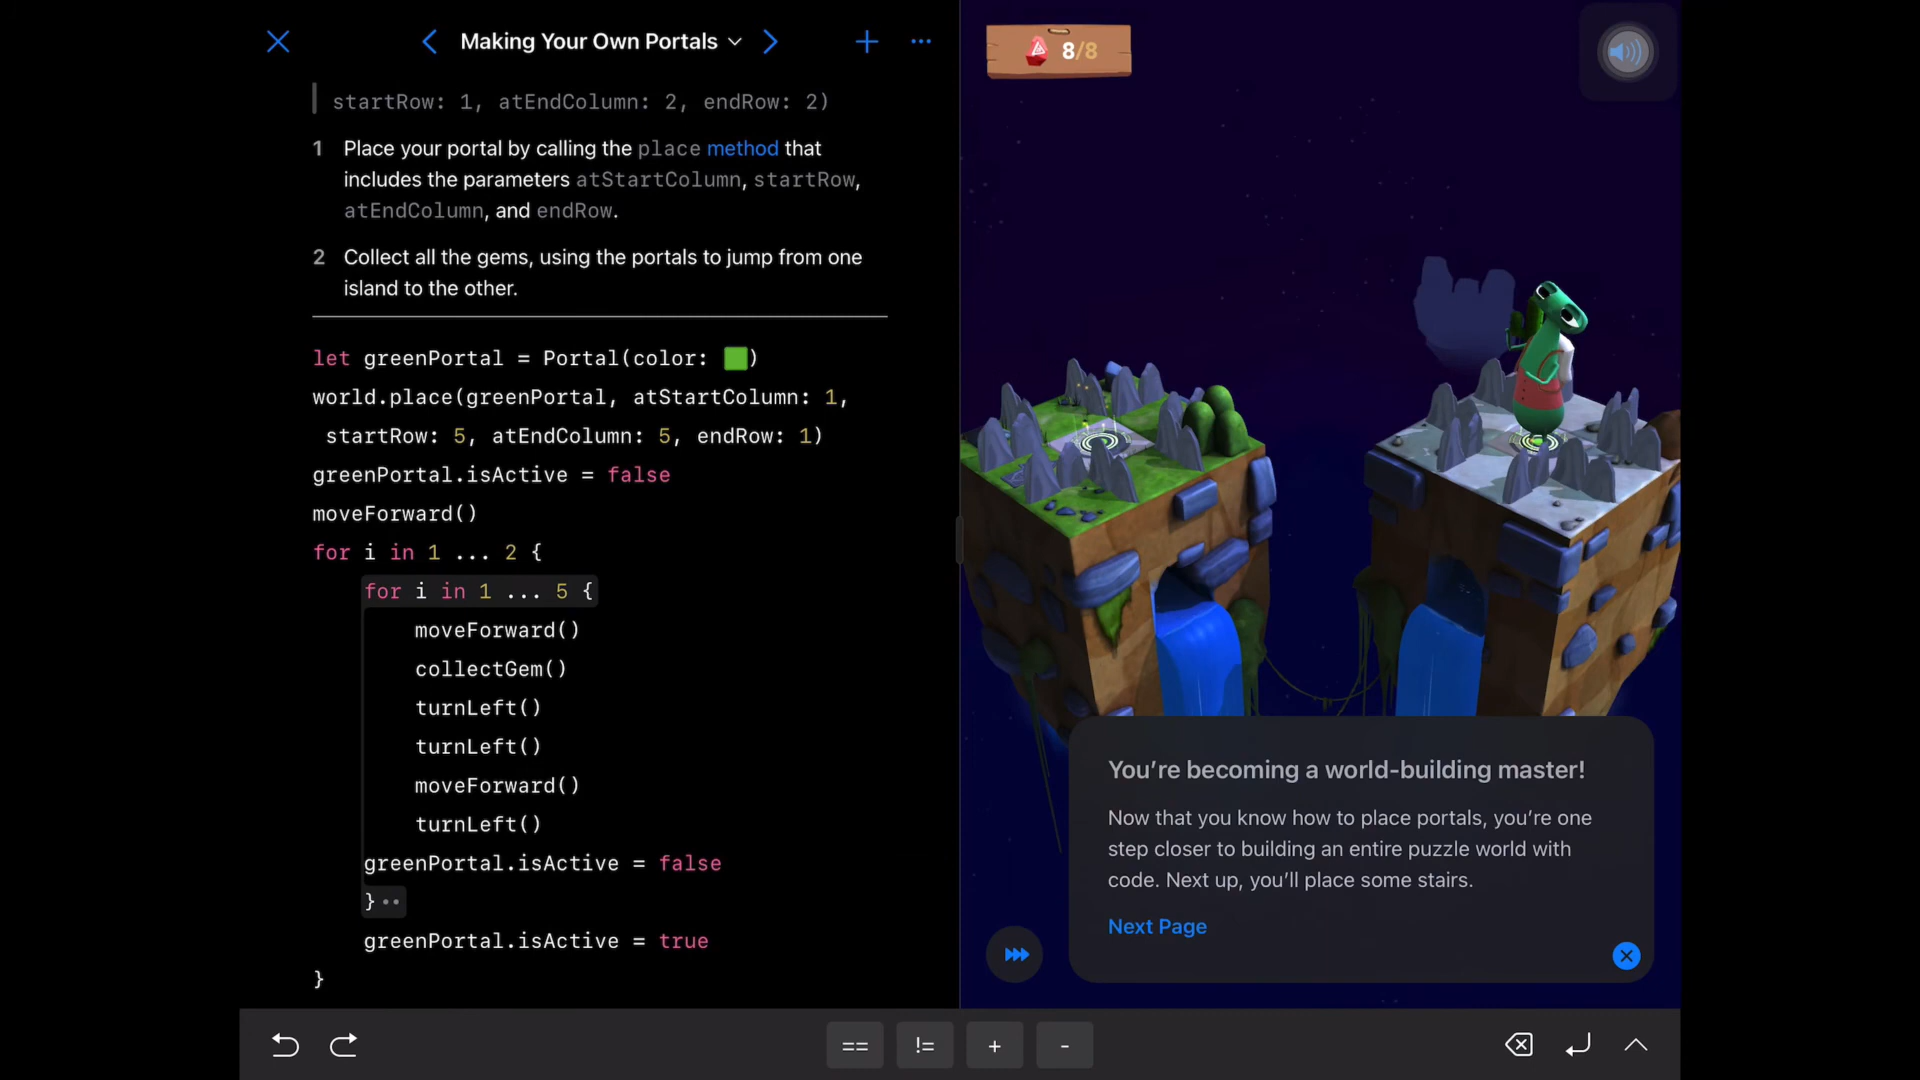 Making Your Own Portals
startRow: 1, atEndColumn: 2, endRow: 2)
1 Place your portal by calling the place method that
includes the parameters atStartColumn, startRow,
atEndColumn, and endRow.
2 Collect all the gems, using the portals to jump from one
island to the other.
let greenPortal = Portal(color: )
world.place(greenPortal, atStartColumn: 1,
startRow: 5, atEndColumn: 5, endRow: 1)
greenPortal.isActive = false
moveForward()
for i in 1 ... 2 {
for i in 1 ... 5 {
moveForward()
collectGem()
turnLeft()
turnLeft()
moveForward()
turnLeft()
greenPortal.isActive = false
}
greenPortal.isActive = true
}
== != + -
8/8
You're becoming a world-building master!
Now that you know how to place portals, you're one
step closer to building an entire puzzle world with
code. Next up, you'll place some stairs.
Next Page